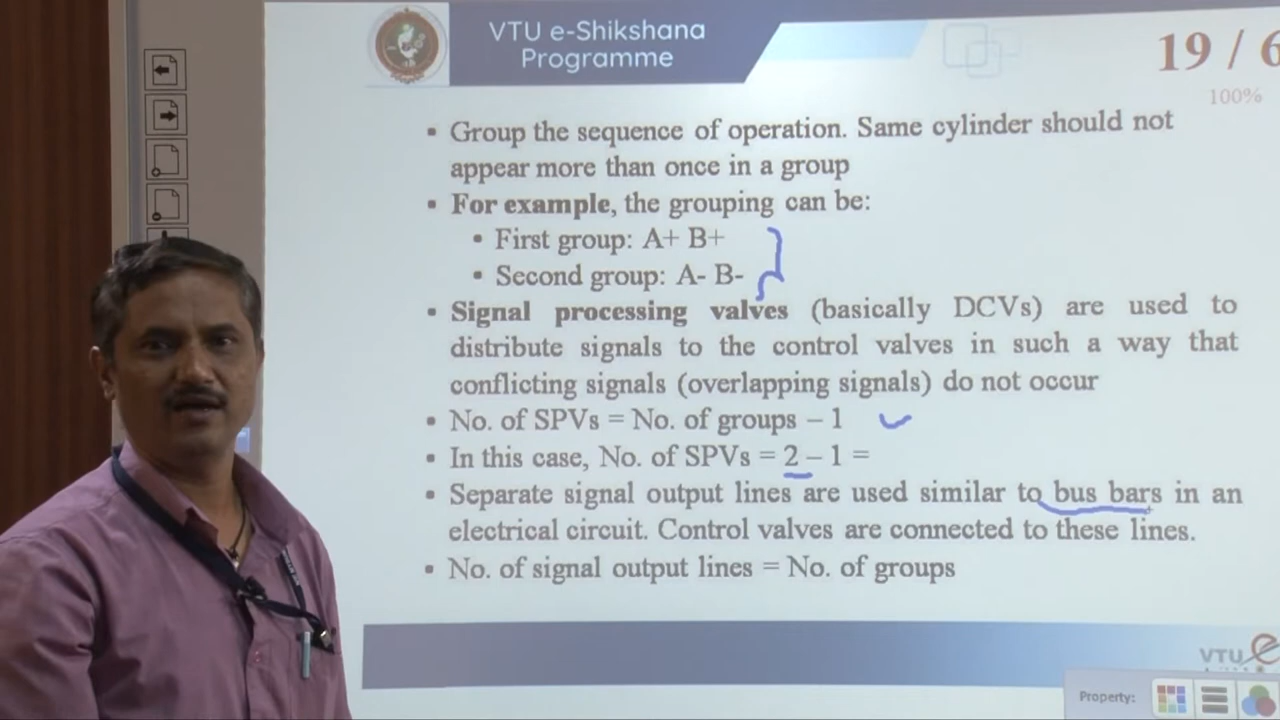 VTU e-Shikshana
Programme
19 / 6
100%
▪ Group the sequence of operation. Same cylinder should not
appear more than once in a group
▪ For example, the grouping can be:
▪ First group: A+ B+
▪ Second group: A- B-
▪ Signal processing valves (basically DCVs) are used to
distribute signals to the control valves in such a way that
conflicting signals (overlapping signals) do not occur
▪ No. of SPVs = No. of groups – 1
▪ In this case, No. of SPVs = 2 – 1 =
▪ Separate signal output lines are used similar to bus bars in an
electrical circuit. Control valves are connected to these lines.
▪ No. of signal output lines = No. of groups
VTU e
Property: